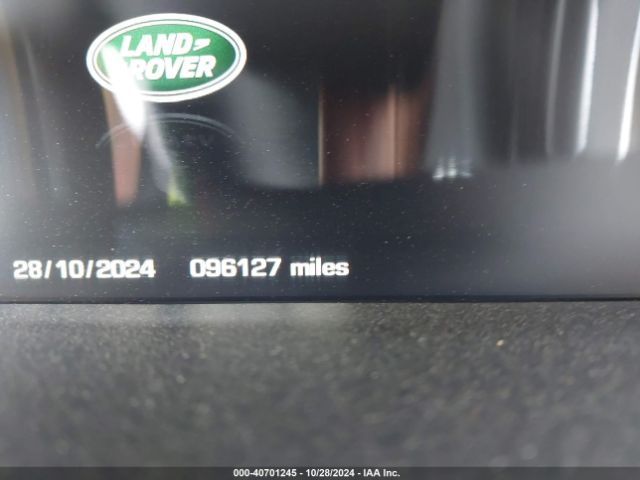 LAND
ROVER
28/10/2024 096127 miles
000-40701245 - 10/28/2024 - IAA Inc.